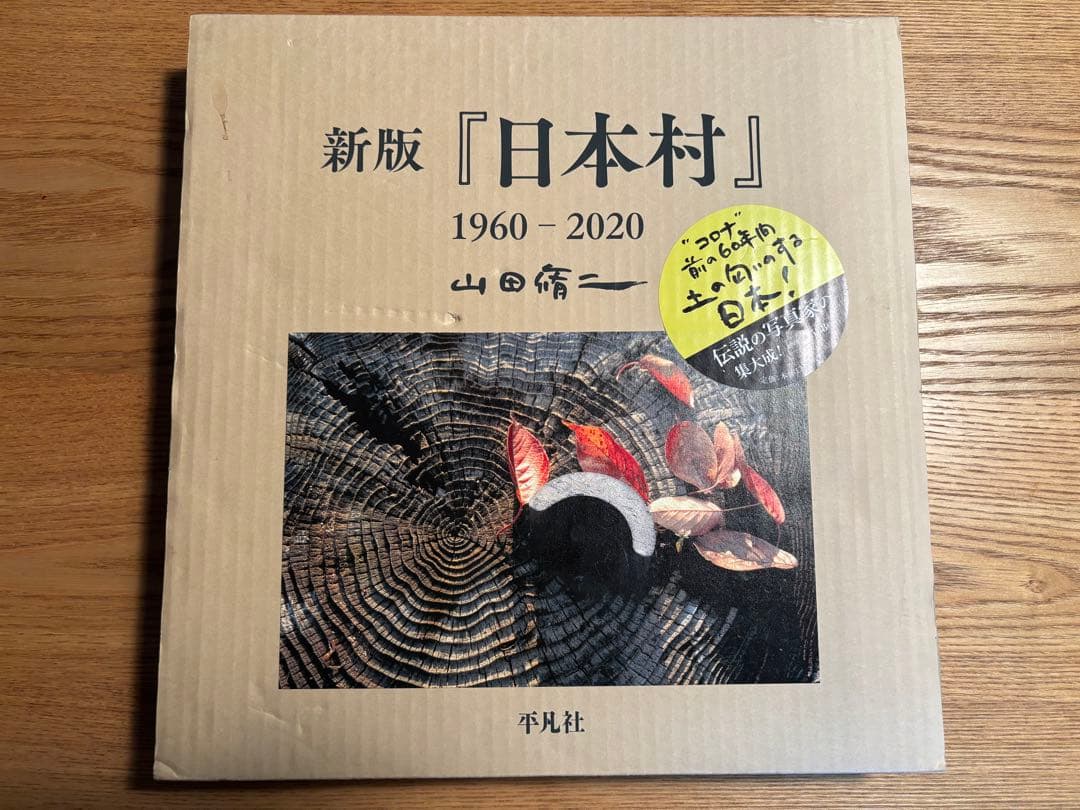 新版『日本村』
1960－2020
山田脩二
“コロナ”
前の60年間
土の匂いのする
日本！
伝説の写真家の
集大成！
平凡社